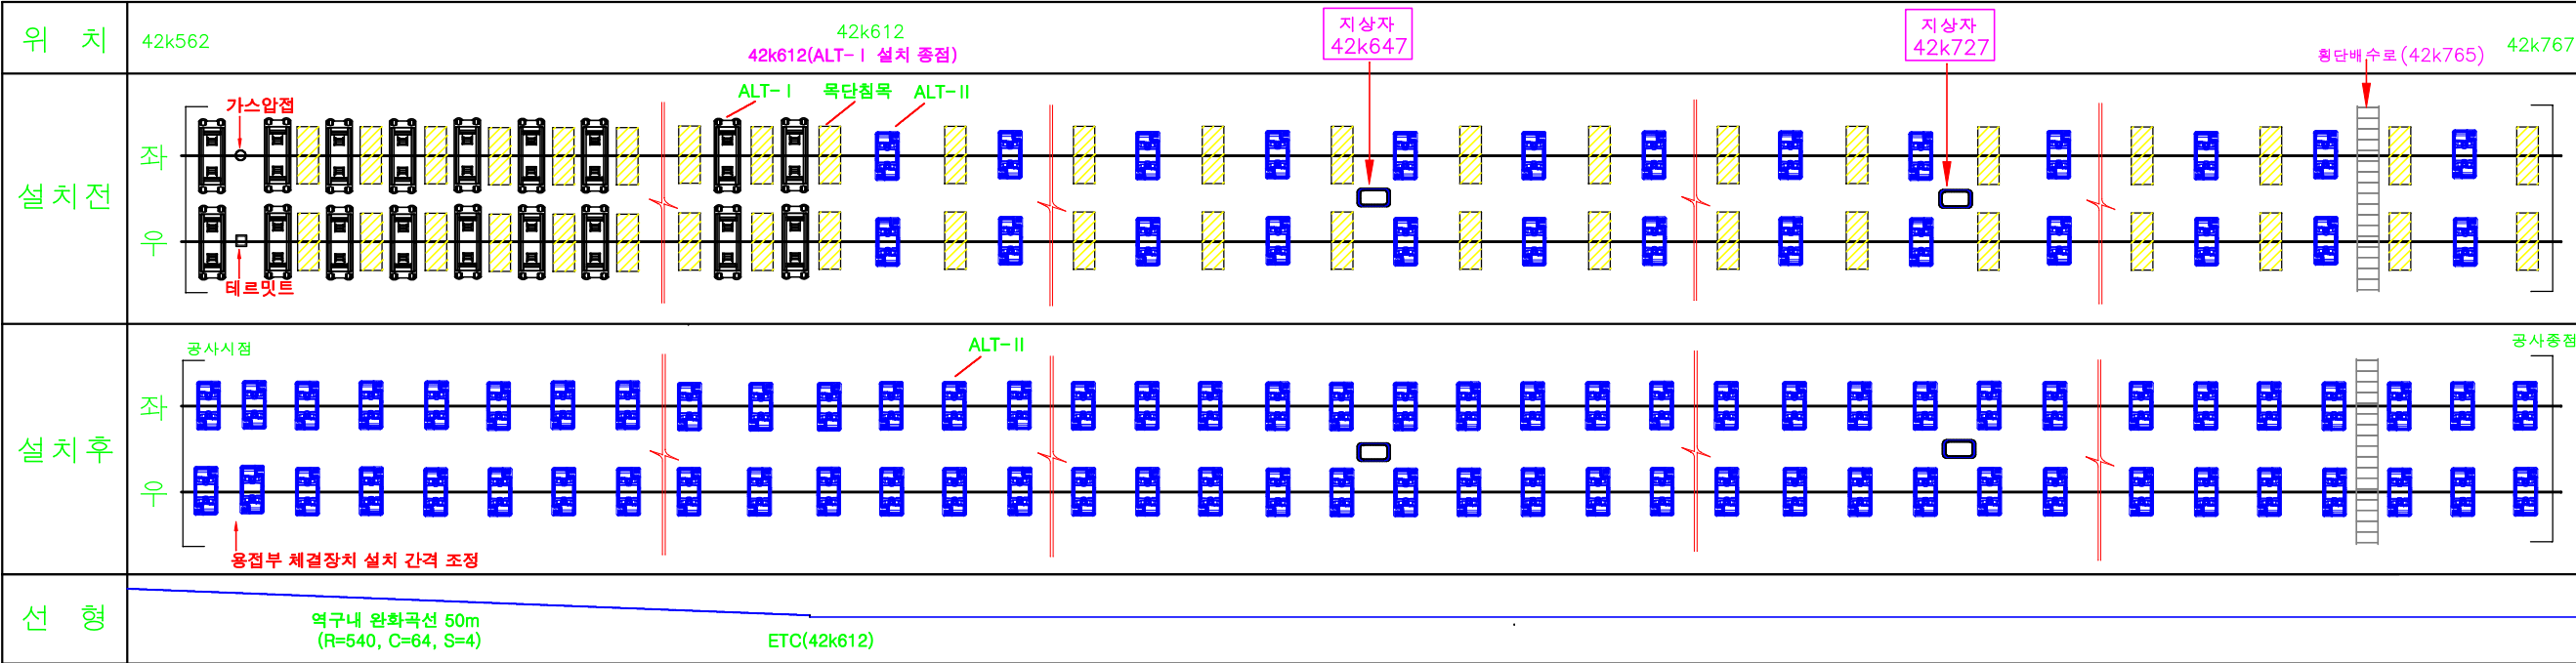 위 치
42k562
42k612
42k612(ALT-Ⅰ 설치 종점)
지상자
42k647
지상자
42k727
횡단배수로(42k765)
42k767
설치전
좌
우
가스압접
테르밋트
ALT-Ⅰ
목단침목
ALT-Ⅱ
설치후
공사시점
좌
우
ALT-Ⅱ
공사종점
용접부 체결장치 설치 간격 조정
선 형
역구내 완화곡선 50m
(R=540, C=64, S=4)
ETC(42k612)